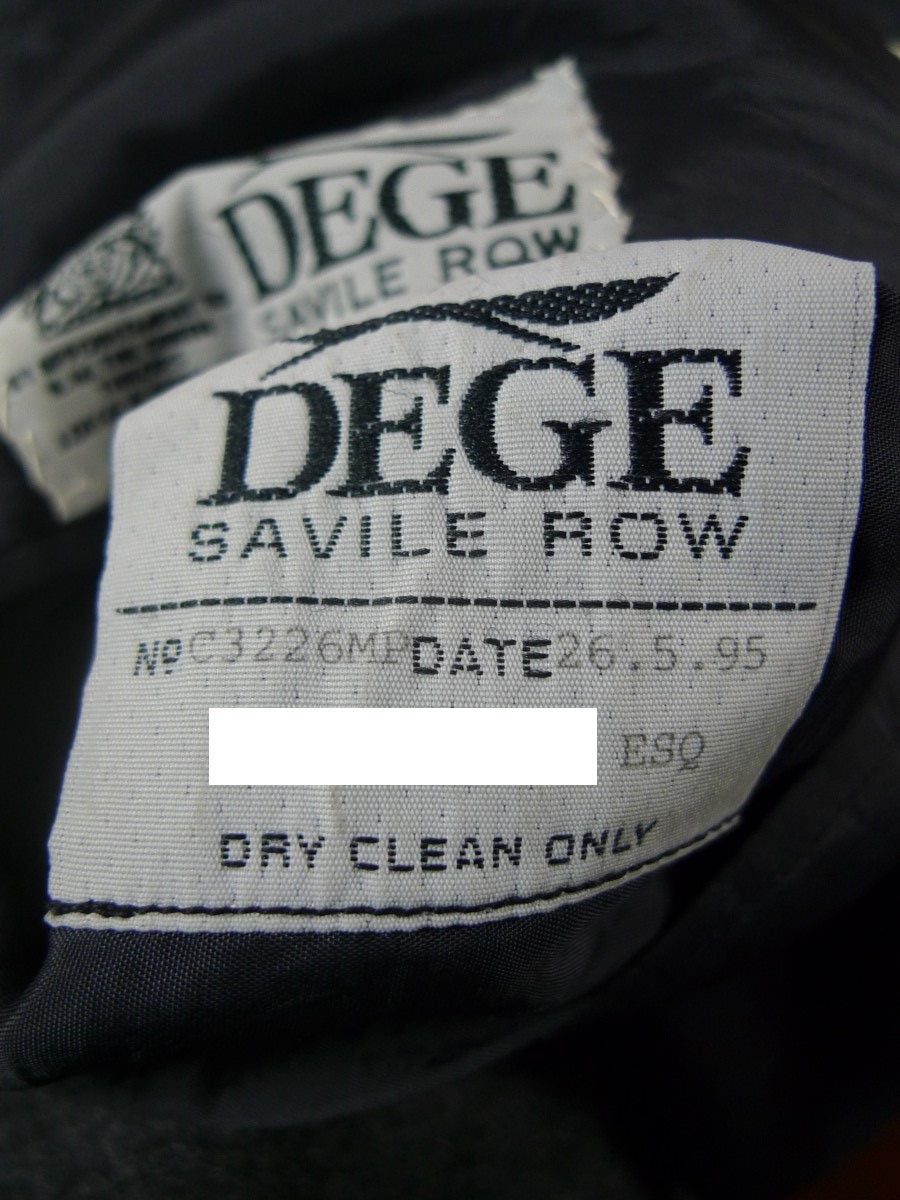 DEGE
SAVILE ROW
DEGE
SAVILE ROW
No C3226MP DATE 26.5.95
ESQ
DRY CLEAN ONLY